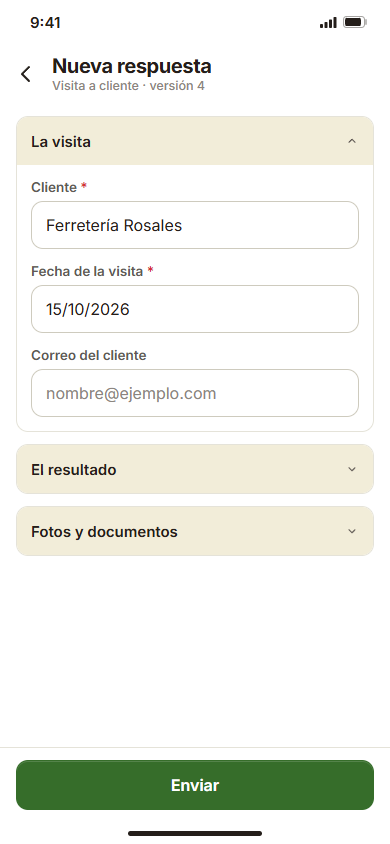 9:41
Nueva respuesta
Visita a cliente · versión 4
La visita
Cliente *
Ferretería Rosales
Fecha de la visita *
15/10/2026
Correo del cliente
nombre@ejemplo.com
El resultado
Fotos y documentos
Enviar